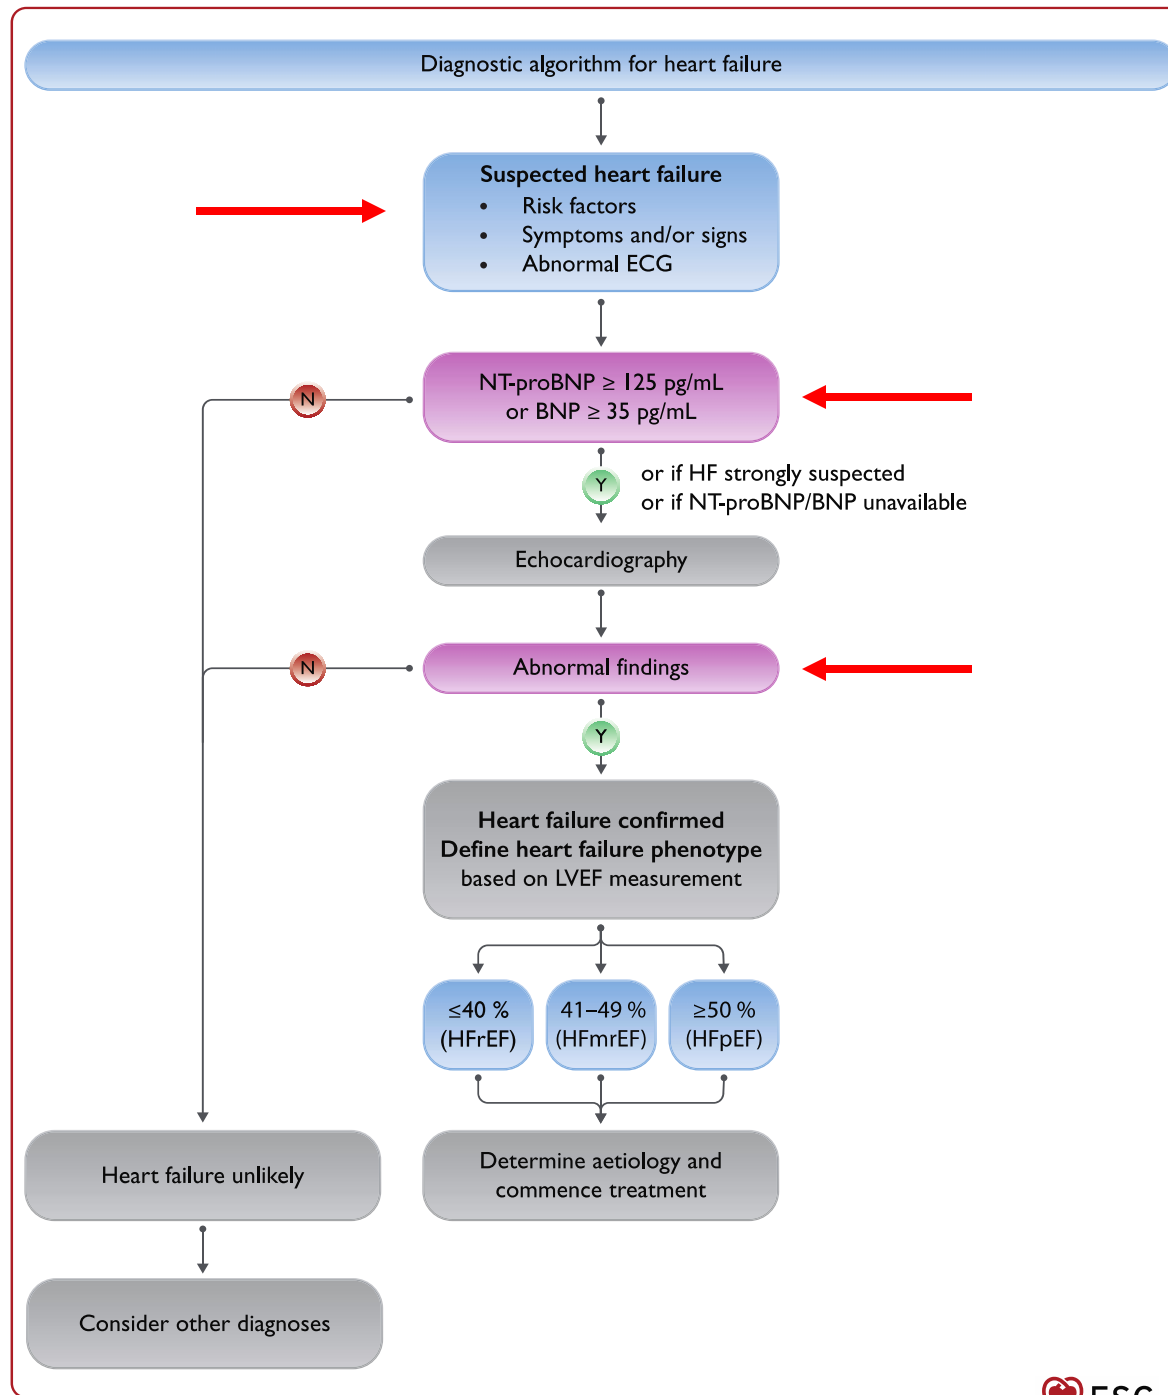 Diagnostic algorithm for heart failure
Suspected heart failure
• Risk factors
• Symptoms and/or signs
• Abnormal ECG
NT-proBNP ≥ 125 pg/mL
or BNP ≥ 35 pg/mL
N
Y
or if HF strongly suspected
or if NT-proBNP/BNP unavailable
Echocardiography
Abnormal findings
N
Y
Heart failure confirmed
Define heart failure phenotype
based on LVEF measurement
≤40 %
(HFrEF)
41–49 %
(HFmrEF)
≥50 %
(HFpEF)
Heart failure unlikely
Determine aetiology and
commence treatment
Consider other diagnoses
ESC